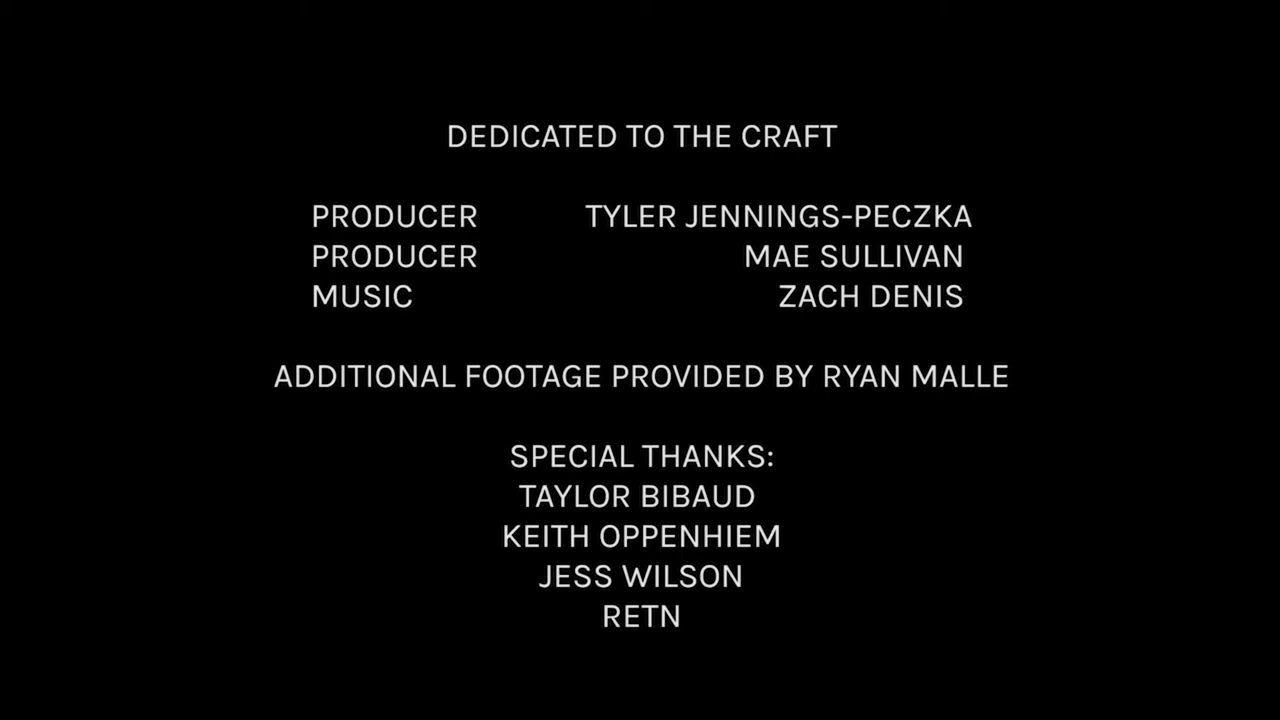 DEDICATED TO THE CRAFT
PRODUCER TYLER JENNINGS-PECZKA
PRODUCER MAE SULLIVAN
MUSIC ZACH DENIS
ADDITIONAL FOOTAGE PROVIDED BY RYAN MALLE
SPECIAL THANKS:
TAYLOR BIBAUD
KEITH OPPENHIEM
JESS WILSON
RETN